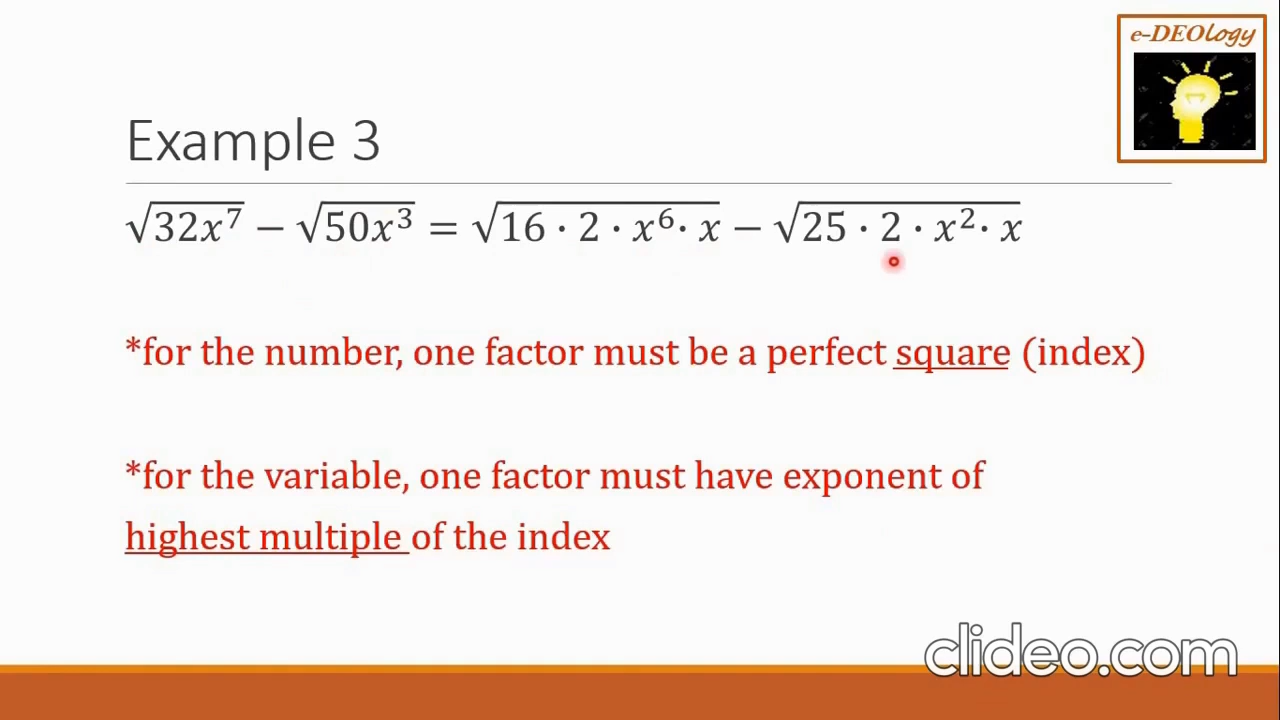 e-DEOlogy
Example 3
√32x⁷ − √50x³ = √16 · 2 · x⁶· x − √25 · 2 · x²· x
*for the number, one factor must be a perfect square (index)
*for the variable, one factor must have exponent of
highest multiple of the index
clideo.com